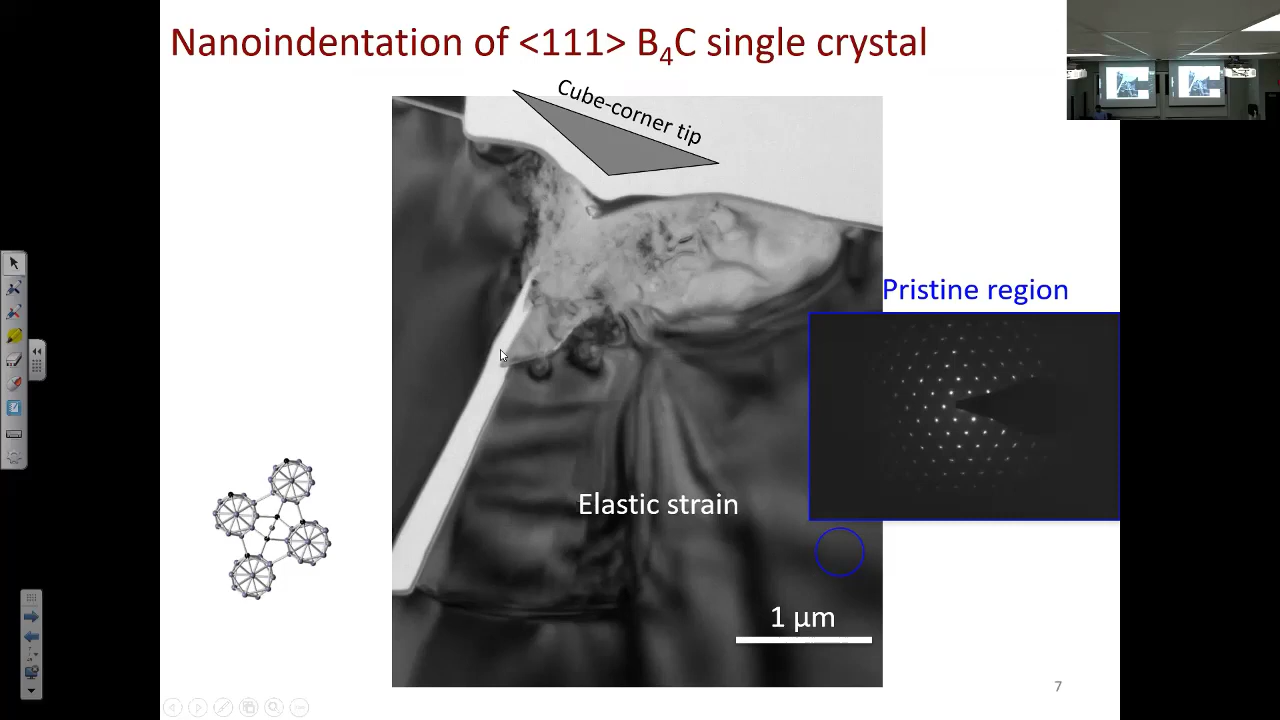 Nanoindentation of <111> B₄C single crystal
Cube-corner tip
Pristine region
Elastic strain
1 µm
7